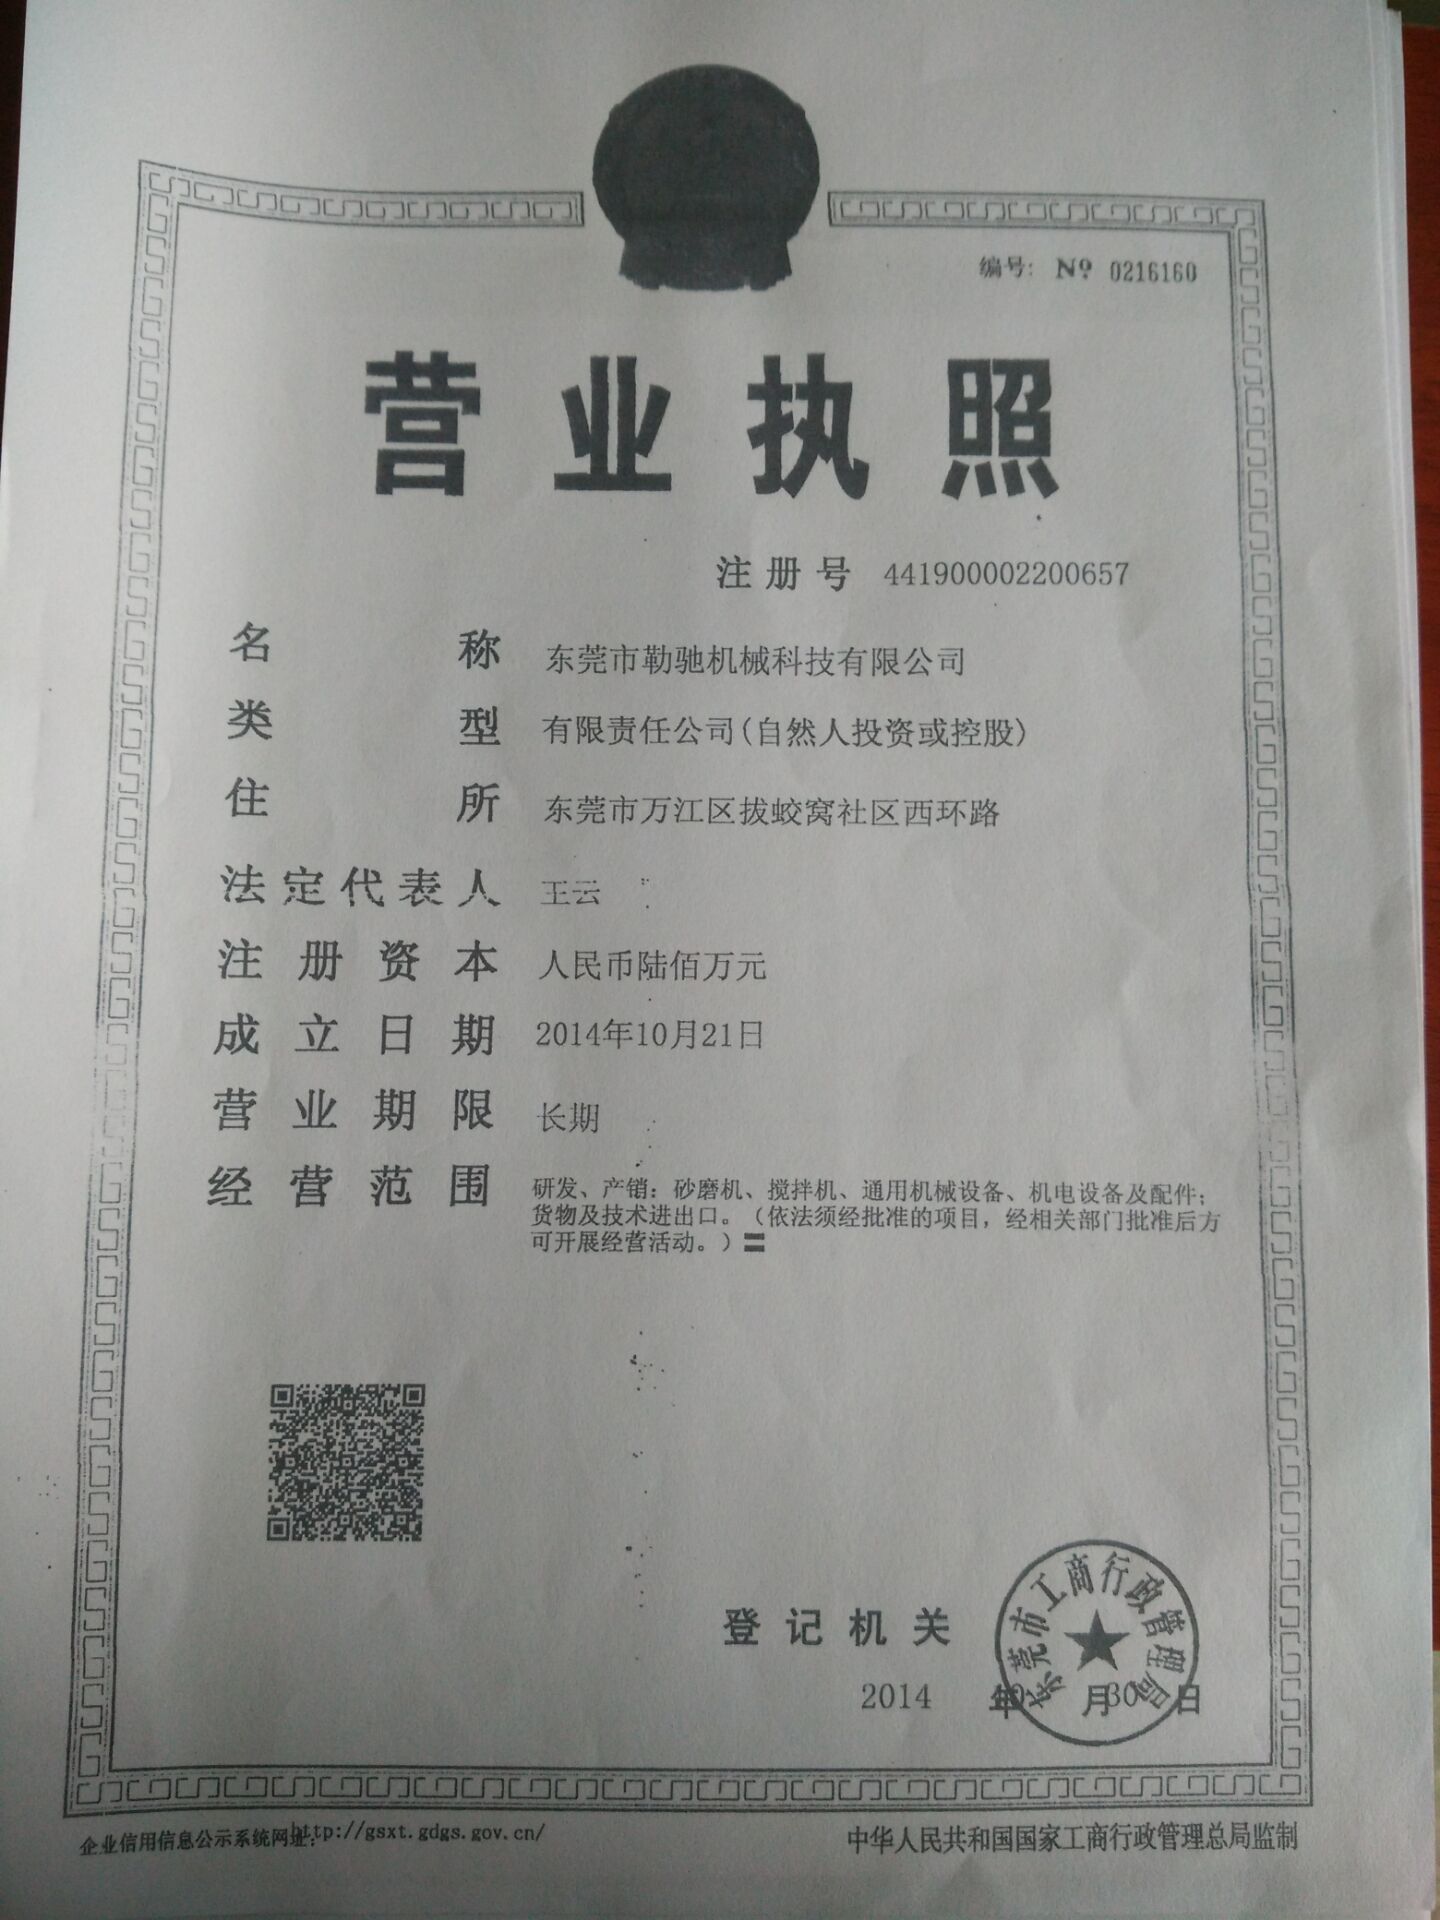 编号: № 0216160
营业执照
注册号 441900002200657
名称 东莞市勒驰机械科技有限公司
类型 有限责任公司(自然人投资或控股)
住所 东莞市万江区拔蛟窝社区西环路
法定代表人 王云
注册资本 人民币陆佰万元
成立日期 2014年10月21日
营业期限 长期
经营范围 研发、产销：砂磨机、搅拌机、通用机械设备、机电设备及配件；
货物及技术进出口。（依法须经批准的项目，经相关部门批准后方
可开展经营活动。）〓
东莞市工商行政管理局
登记机关
2014 年 月30日
企业信用信息公示系统网址：http://gsxt.gdgs.gov.cn/
中华人民共和国国家工商行政管理总局监制